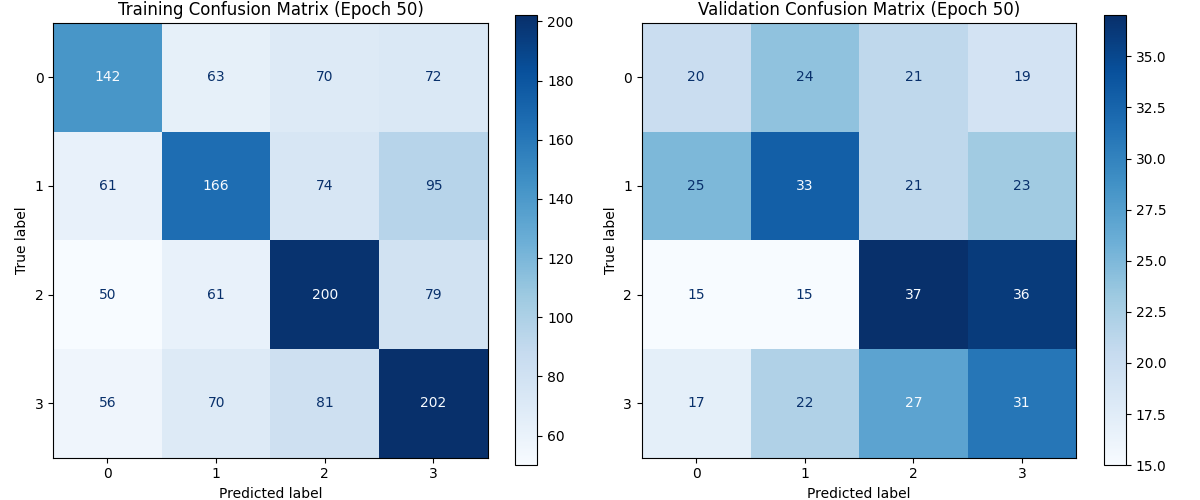 Training Confusion Matrix (Epoch 50)
True label
0 142 63 70 72
1 61 166 74 95
2 50 61 200 79
3 56 70 81 202
0 1 2 3
Predicted label
200
180
160
140
120
100
80
60
Validation Confusion Matrix (Epoch 50)
True label
0 20 24 21 19
1 25 33 21 23
2 15 15 37 36
3 17 22 27 31
0 1 2 3
Predicted label
35.0
32.5
30.0
27.5
25.0
22.5
20.0
17.5
15.0